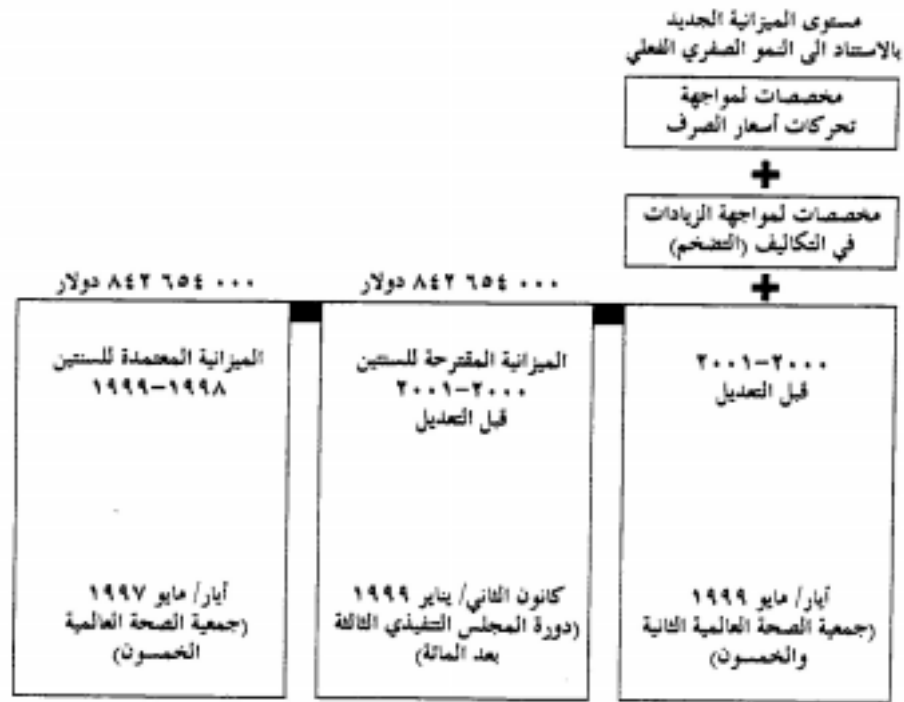 مستوى الميزانية الجديد
بالاستناد الى النمو الصفري الفعلي
مخصصات لمواجهة
تحركات أسعار الصرف
+
مخصصات لمواجهة الزيادات
في التكاليف (التضخم)
+
٢٠٠٠-٢٠٠١
قبل التعديل
أيار/ مايو ١٩٩٩
(جمعية الصحة العالمية الثانية
والخمسون)
٨٤٢ ٦٥٤ ٠٠٠ دولار
الميزانية المقترحة للسنتين
٢٠٠٠-٢٠٠١
قبل التعديل
كانون الثاني/ يناير ١٩٩٩
(دورة المجلس التنفيذي الثالثة
بعد المائة)
٨٤٢ ٦٥٤ ٠٠٠ دولار
الميزانية المعتمدة للسنتين
١٩٩٨-١٩٩٩
أيار/ مايو ١٩٩٧
(جمعية الصحة العالمية
الخمسون)